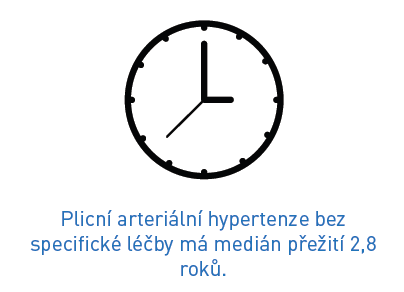 Plicní arteriální hypertenze bez
specifické léčby má medián přežití 2,8
roků.